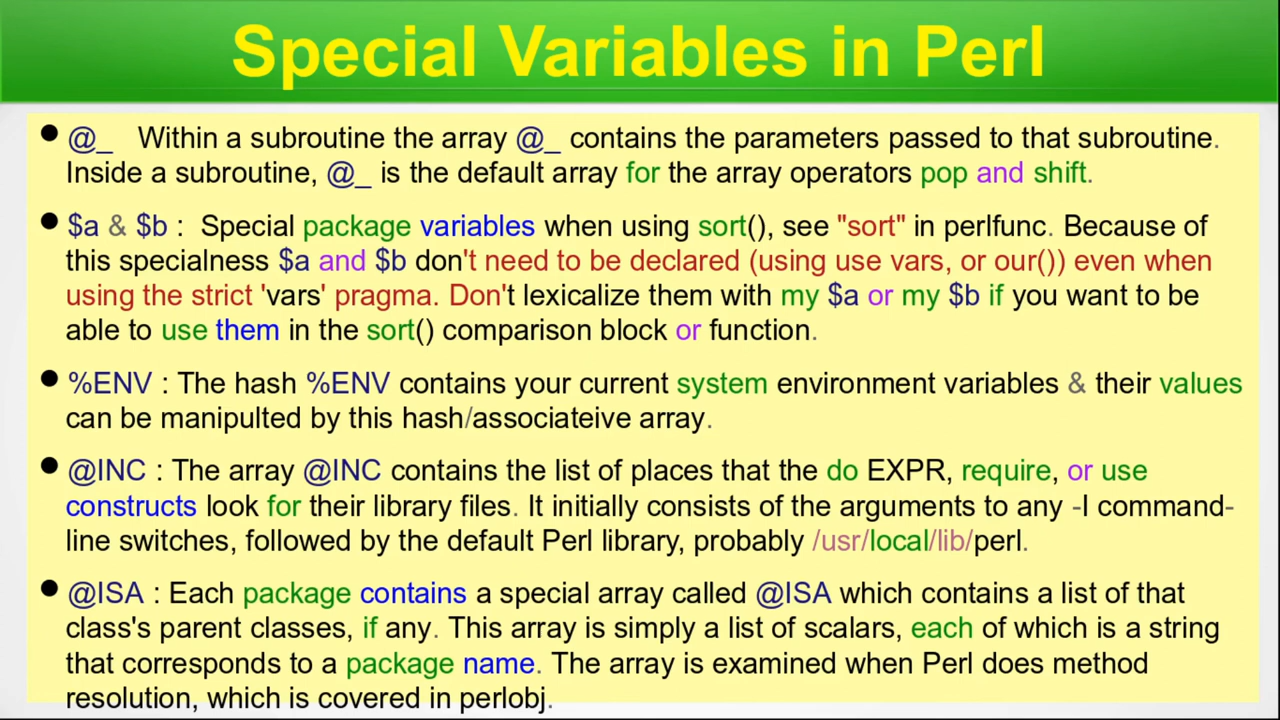 Special Variables in Perl
● @_ Within a subroutine the array @_ contains the parameters passed to that subroutine.
Inside a subroutine, @_ is the default array for the array operators pop and shift.
● $a & $b : Special package variables when using sort(), see "sort" in perlfunc. Because of
this specialness $a and $b don't need to be declared (using use vars, or our()) even when
using the strict 'vars' pragma. Don't lexicalize them with my $a or my $b if you want to be
able to use them in the sort() comparison block or function.
● %ENV : The hash %ENV contains your current system environment variables & their values
can be manipulted by this hash/associateive array.
● @INC : The array @INC contains the list of places that the do EXPR, require, or use
constructs look for their library files. It initially consists of the arguments to any -I command-
line switches, followed by the default Perl library, probably /usr/local/lib/perl.
● @ISA : Each package contains a special array called @ISA which contains a list of that
class's parent classes, if any. This array is simply a list of scalars, each of which is a string
that corresponds to a package name. The array is examined when Perl does method
resolution, which is covered in perlobj.